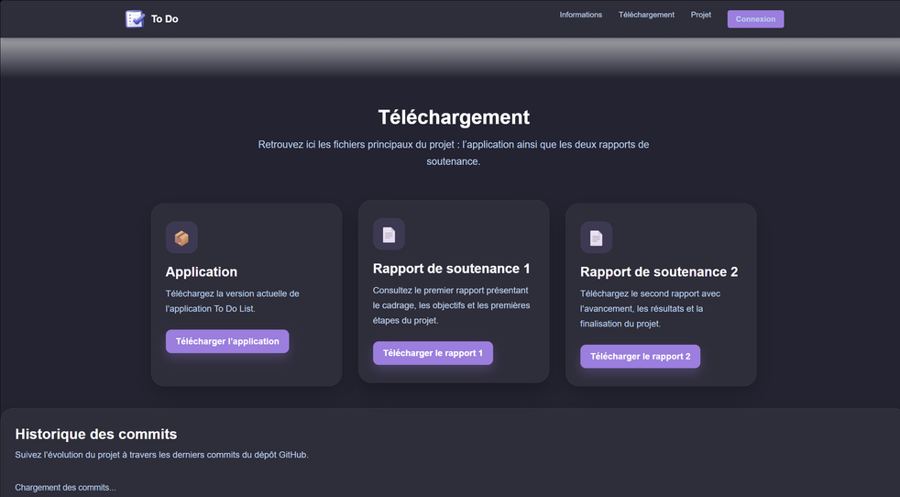 To Do
Informations
Téléchargement
Projet
Connexion
Téléchargement
Retrouvez ici les fichiers principaux du projet : l'application ainsi que les deux rapports de
soutenance.
Application
Téléchargez la version actuelle de
l'application To Do List.
Télécharger l'application
Rapport de soutenance 1
Consultez le premier rapport présentant
le cadrage, les objectifs et les premières
étapes du projet.
Télécharger le rapport 1
Rapport de soutenance 2
Téléchargez le second rapport avec
l'avancement, les résultats et la
finalisation du projet.
Télécharger le rapport 2
Historique des commits
Suivez l'évolution du projet à travers les derniers commits du dépôt GitHub.
Chargement des commits...